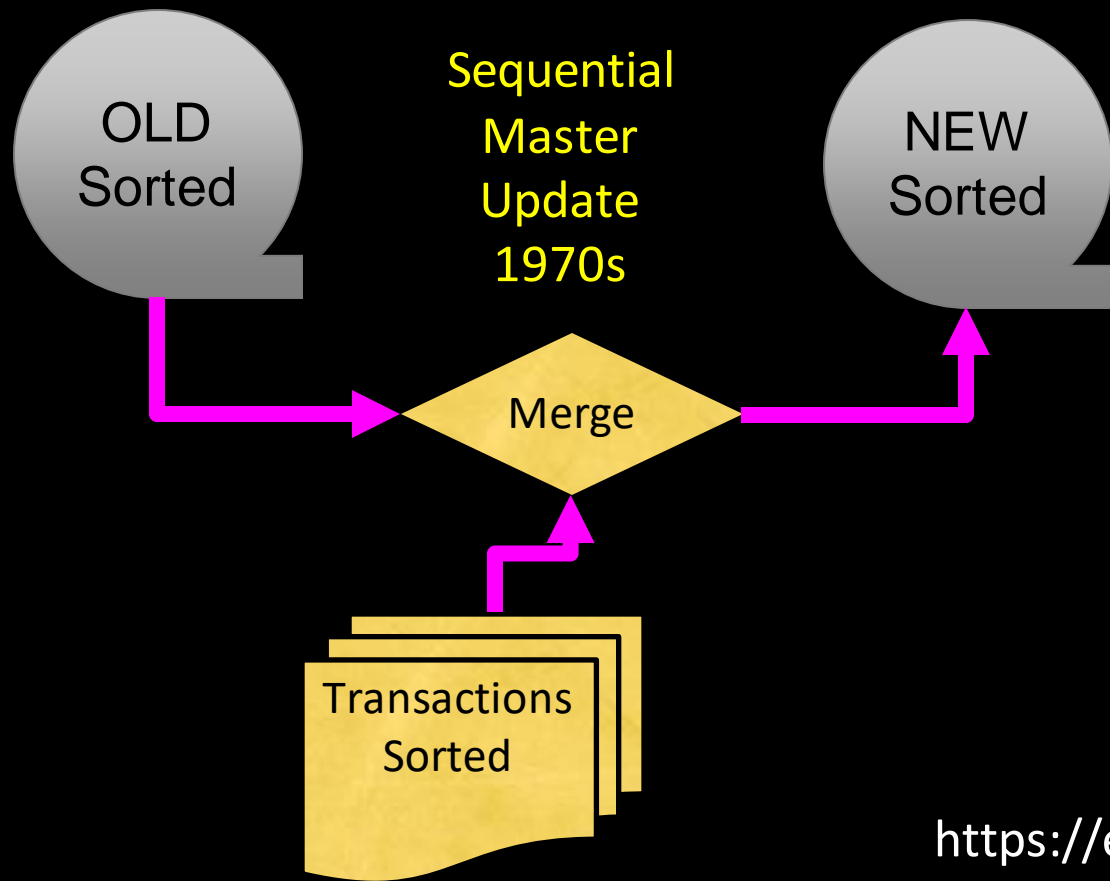 OLD
Sorted
Sequential
Master
Update
1970s
NEW
Sorted
Merge
Transactions
Sorted
https://e